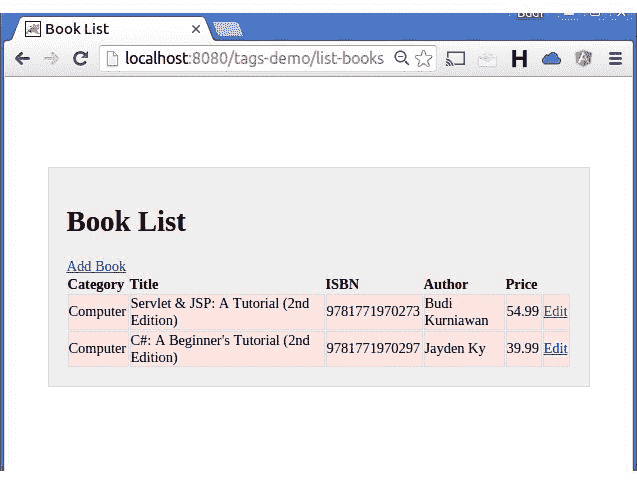 Budi
Book List
localhost:8080/tags-demo/list-books
H
Book List
Add Book
Category Title ISBN Author Price
Computer Servlet & JSP: A Tutorial (2nd Edition) 9781771970273 Budi Kurniawan 54.99 Edit
Computer C#: A Beginner's Tutorial (2nd Edition) 9781771970297 Jayden Ky 39.99 Edit